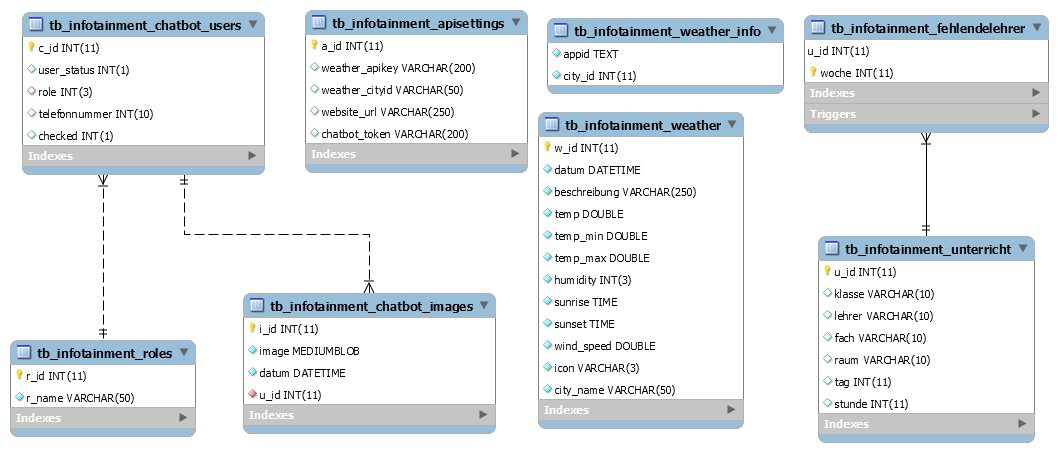 tb_infotainment_chatbot_users
c_id INT(11)
user_status INT(1)
role INT(3)
telefonnummer INT(10)
checked INT(1)
Indexes
tb_infotainment_apisettings
a_id INT(11)
weather_apikey VARCHAR(200)
weather_cityid VARCHAR(50)
website_url VARCHAR(250)
chatbot_token VARCHAR(200)
Indexes
tb_infotainment_weather_info
appid TEXT
city_id INT(11)
tb_infotainment_fehlendelehrer
u_id INT(11)
woche INT(11)
Indexes
Triggers
tb_infotainment_weather
w_id INT(11)
datum DATETIME
beschreibung VARCHAR(250)
temp DOUBLE
temp_min DOUBLE
temp_max DOUBLE
humidity INT(3)
sunrise TIME
sunset TIME
wind_speed DOUBLE
icon VARCHAR(3)
city_name VARCHAR(50)
Indexes
tb_infotainment_unterricht
u_id INT(11)
klasse VARCHAR(10)
lehrer VARCHAR(10)
fach VARCHAR(10)
raum VARCHAR(10)
tag INT(11)
stunde INT(11)
Indexes
tb_infotainment_chatbot_images
i_id INT(11)
image MEDIUMBLOB
datum DATETIME
u_id INT(11)
Indexes
tb_infotainment_roles
r_id INT(11)
r_name VARCHAR(50)
Indexes